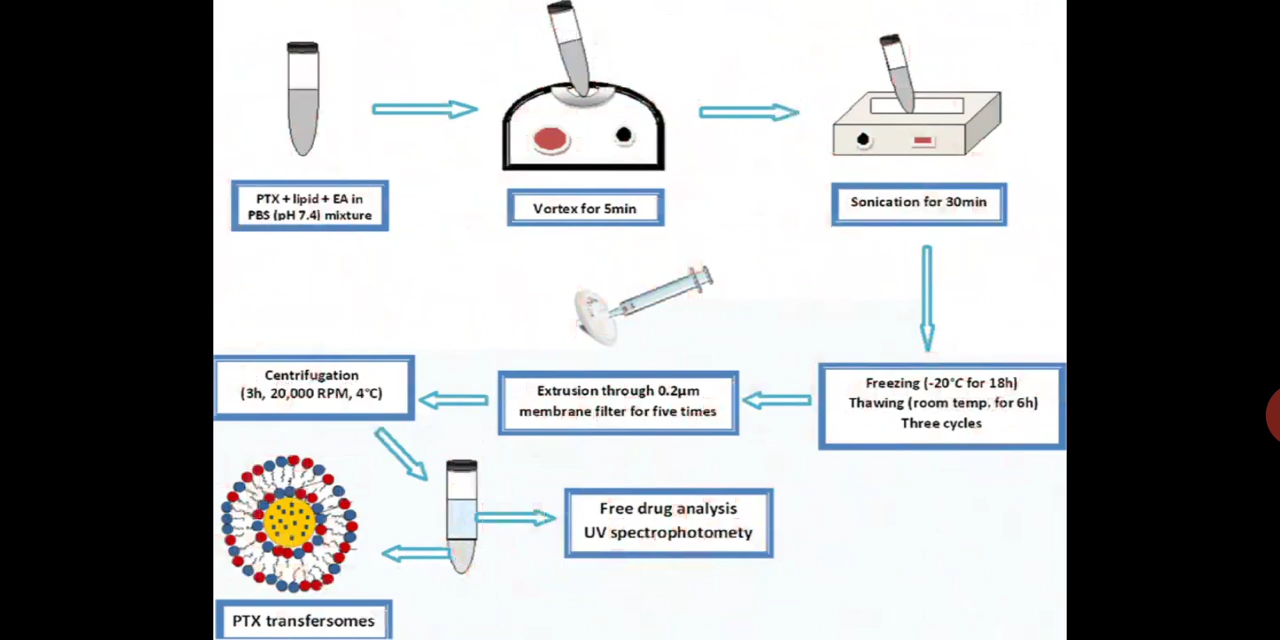 PTX + lipid + EA in
PBS (pH 7.4) mixture
Vortex for 5min
Sonication for 30min
Freezing (-20°C for 18h)
Thawing (room temp. for 6h)
Three cycles
Extrusion through 0.2µm
membrane filter for five times
Centrifugation
(3h, 20,000 RPM, 4°C)
Free drug analysis
UV spectrophotomety
PTX transfersomes